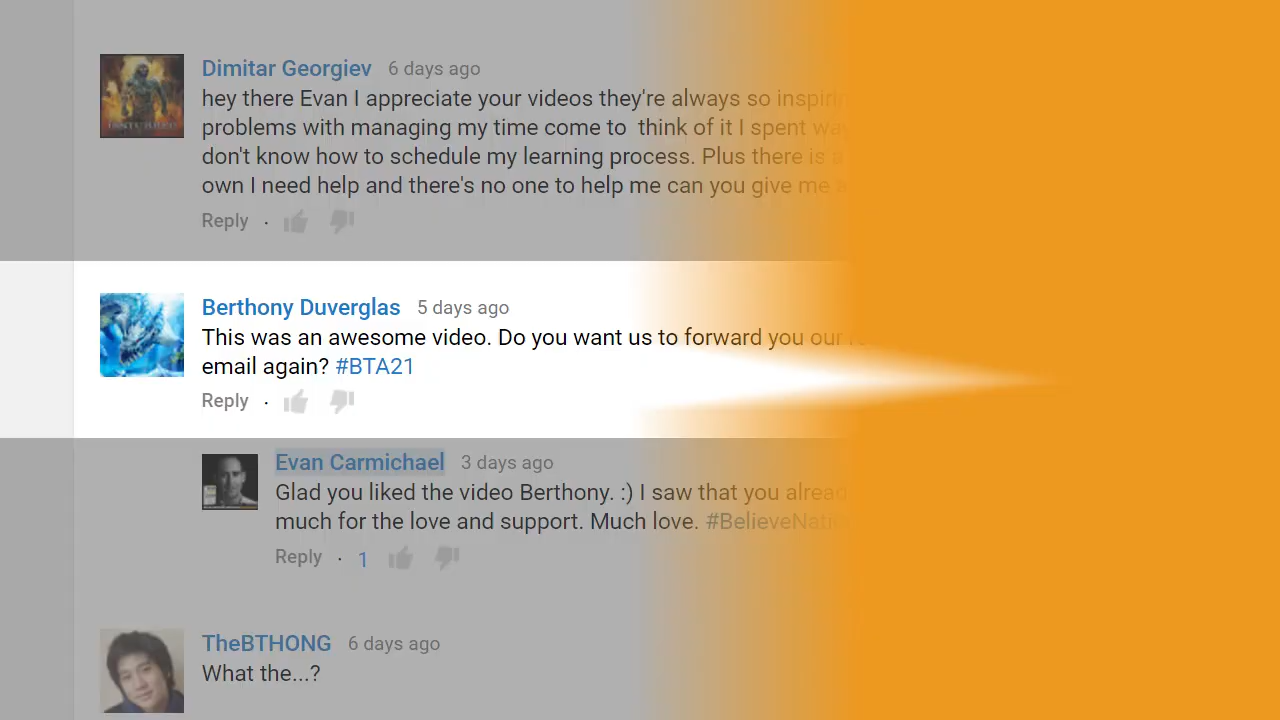 Dimitar Georgiev 6 days ago
hey there Evan I appreciate your videos they're always so
problems with managing my time come to think of it I spent
don't know how to schedule my learning process. Plus there is a
own I need help and there's no one to help me can you give me
Reply ·
Berthony Duverglas 5 days ago
This was an awesome video. Do you want us to forward you our
email again? #BTA21
Reply ·
Evan Carmichael 3 days ago
Glad you liked the video Berthony. :) I saw that you
much for the love and support. Much love.
Reply · 1
TheBTHONG 6 days ago
What the...?